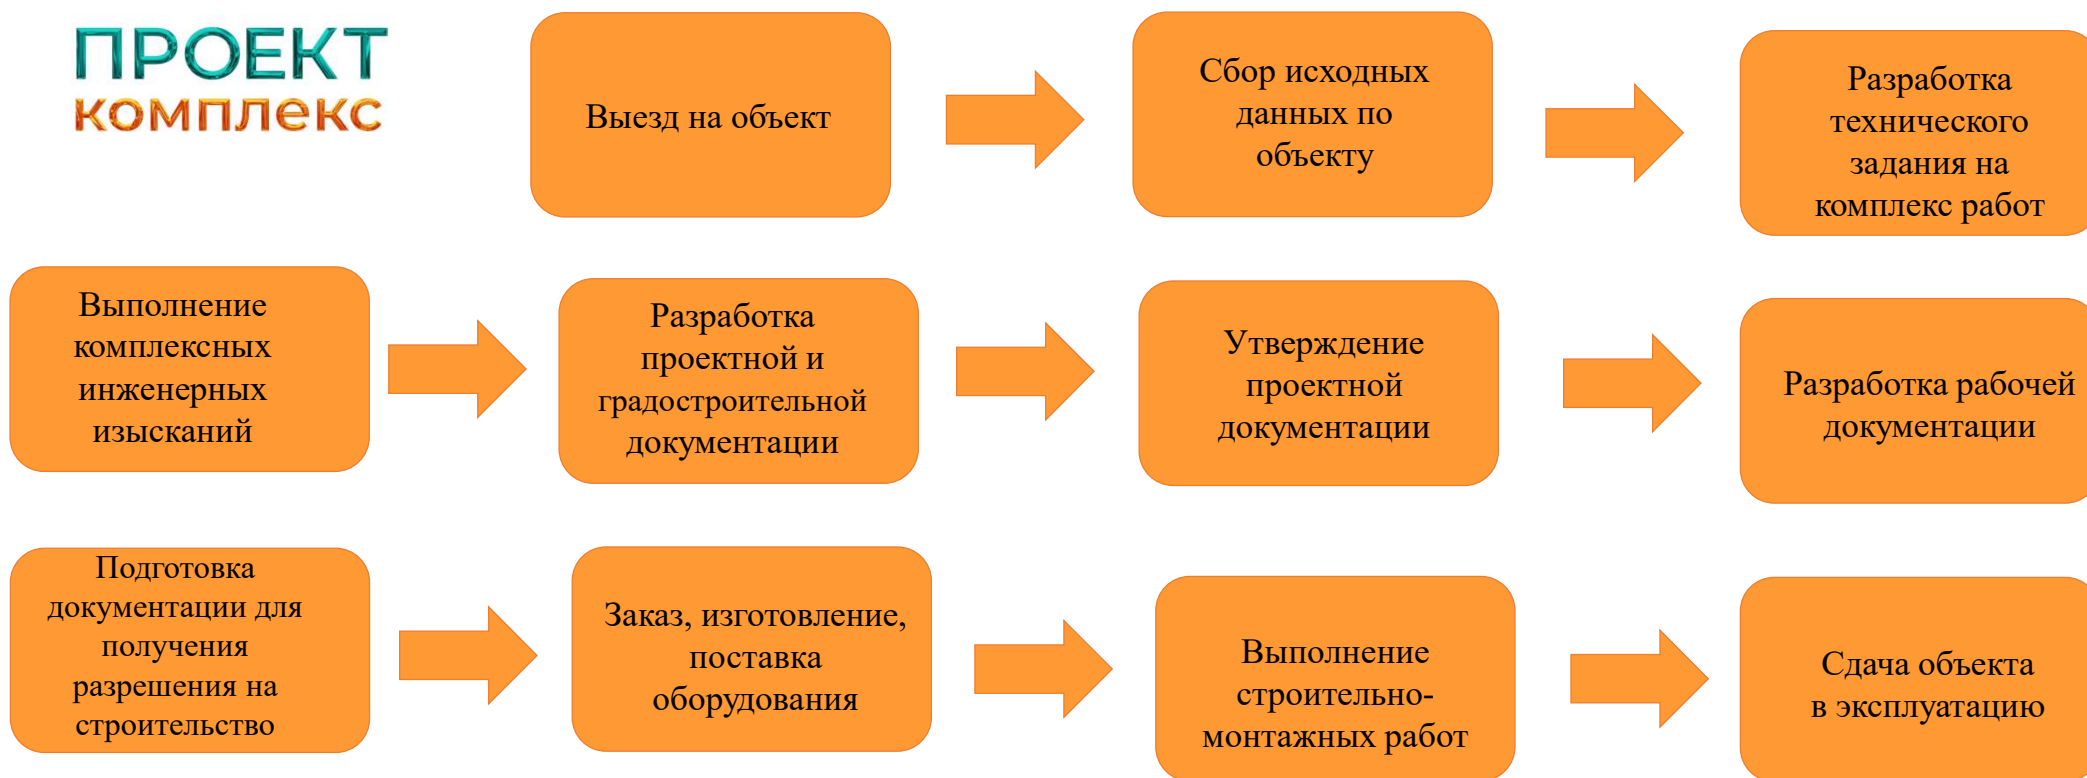 ПРОЕКТ
КОМПЛЕКС
Выезд на объект
Сбор исходных
данных по
объекту
Разработка
технического
задания на
комплекс работ
Выполнение
комплексных
инженерных
изысканий
Разработка
проектной и
градостроительной
документации
Утверждение
проектной
документации
Разработка рабочей
документации
Подготовка
документации для
получения
разрешения на
строительство
Заказ, изготовление,
поставка
оборудования
Выполнение
строительно-
монтажных работ
Сдача объекта
в эксплуатацию